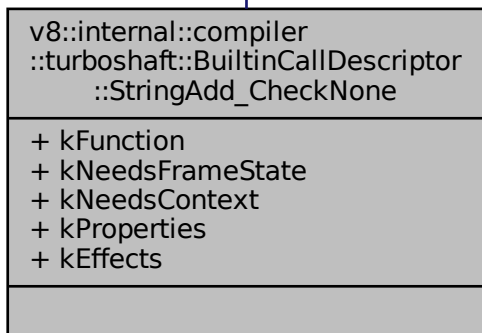 v8::internal::compiler
::turboshaft::BuiltinCallDescriptor
::StringAdd_CheckNone
+ kFunction
+ kNeedsFrameState
+ kNeedsContext
+ kProperties
+ kEffects